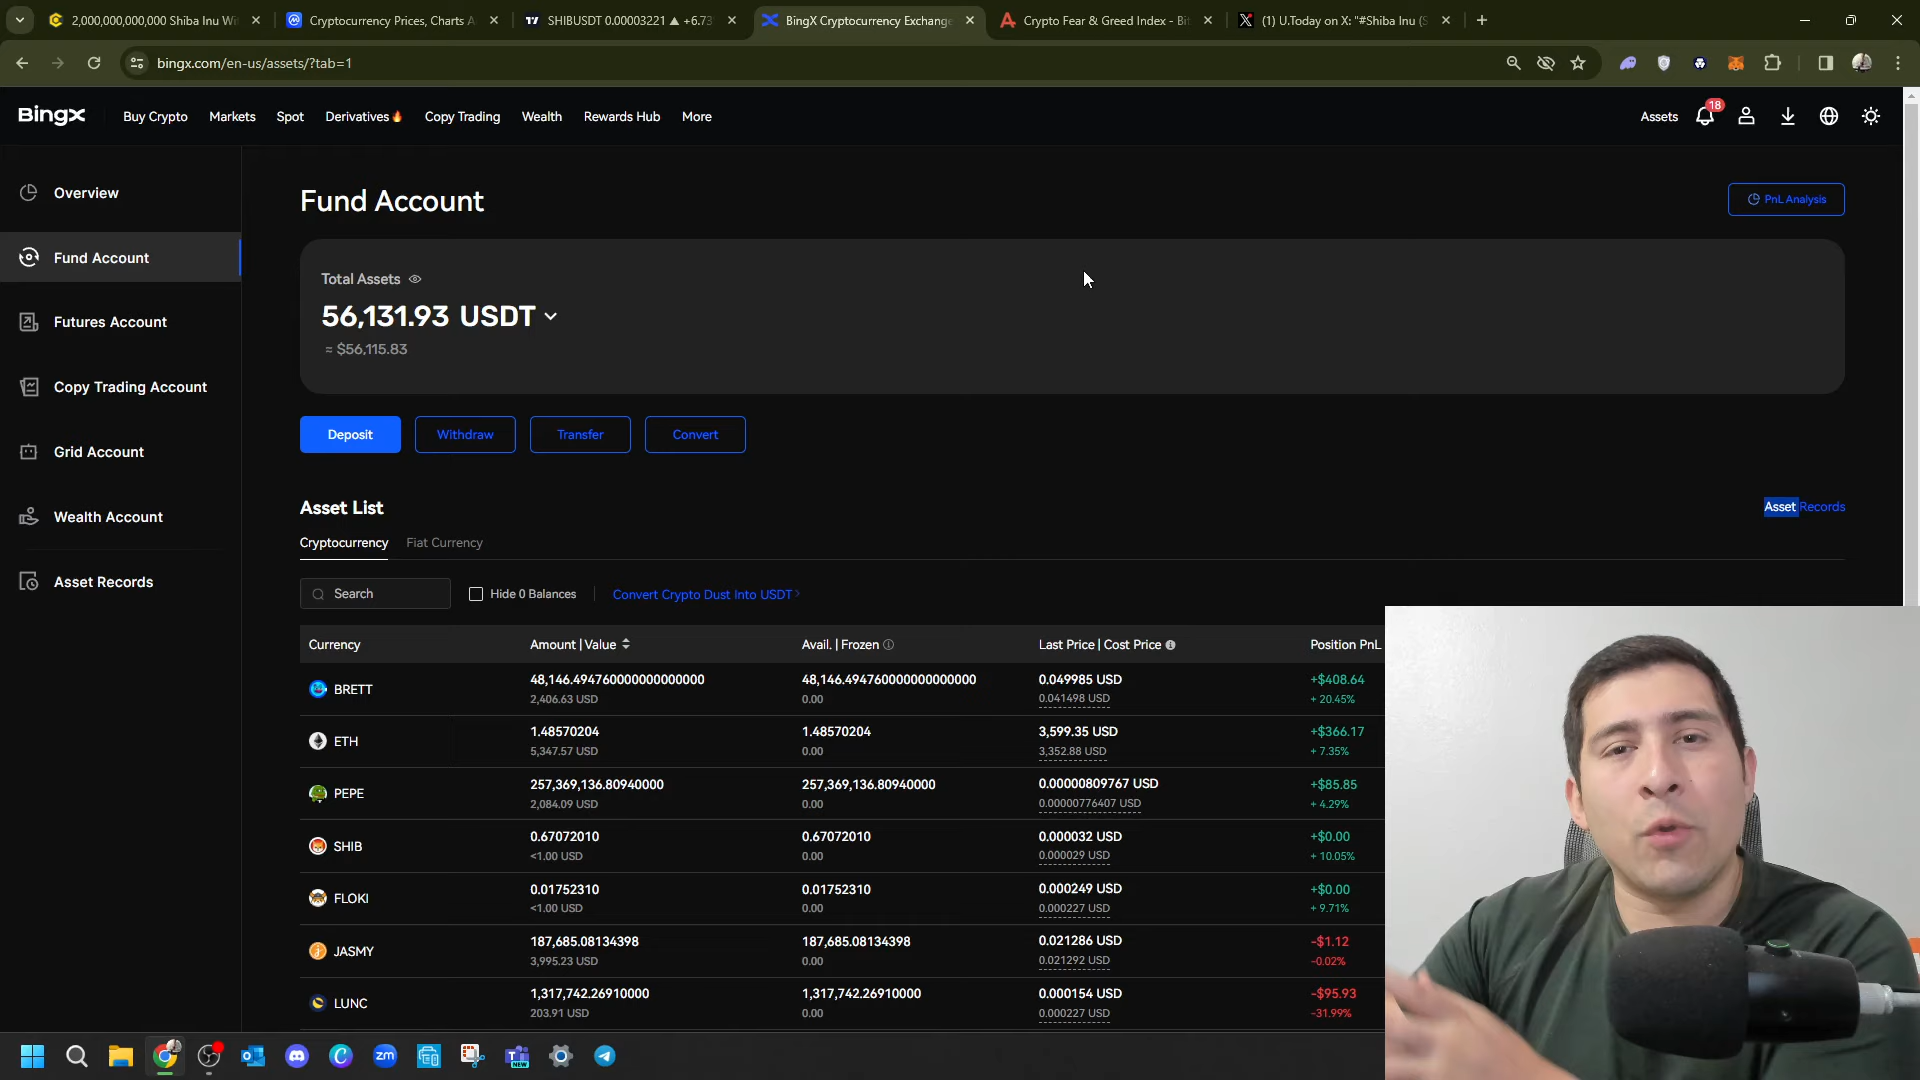 2,000,000,000,000 Shiba Inu Wi
Cryptocurrency Prices, Charts A
SHIBUSDT 0.00003221 ▲ +6.73
BingX Cryptocurrency Exchange
Crypto Fear & Greed Index - Bit
(1) U.Today on X: "#Shiba Inu (S
bingx.com/en-us/assets/?tab=1
BingX
Buy Crypto
Markets
Spot
Derivatives
Copy Trading
Wealth
Rewards Hub
More
Assets
18
Overview
Fund Account
Futures Account
Copy Trading Account
Grid Account
Wealth Account
Asset Records
Fund Account
PnL Analysis
Total Assets
56,131.93 USDT
≈ $56,115.83
Deposit
Withdraw
Transfer
Convert
Asset List
Asset Records
Cryptocurrency
Fiat Currency
Search
Hide 0 Balances
Convert Crypto Dust Into USDT >
Currency
Amount | Value
Avail. | Frozen
Last Price | Cost Price
Position PnL
BRETT
48,146.494760000000000000
2,406.63 USD
48,146.494760000000000000
0.00
0.049985 USD
0.041498 USD
+$408.64
+ 20.45%
ETH
1.48570204
5,347.57 USD
1.48570204
0.00
3,599.35 USD
3,352.88 USD
+$366.17
+ 7.35%
PEPE
257,369,136.80940000
2,084.09 USD
257,369,136.80940000
0.00
0.00000809767 USD
0.00000776407 USD
+$85.85
+ 4.29%
SHIB
0.67072010
<1.00 USD
0.67072010
0.00
0.000032 USD
0.000029 USD
+$0.00
+ 10.05%
FLOKI
0.01752310
<1.00 USD
0.01752310
0.00
0.000249 USD
0.000227 USD
+$0.00
+ 9.71%
JASMY
187,685.08134398
3,995.23 USD
187,685.08134398
0.00
0.021286 USD
0.021292 USD
-$1.12
-0.02%
LUNC
1,317,742.26910000
203.91 USD
1,317,742.26910000
0.00
0.000154 USD
0.000227 USD
-$95.93
-31.99%
zm
NEW